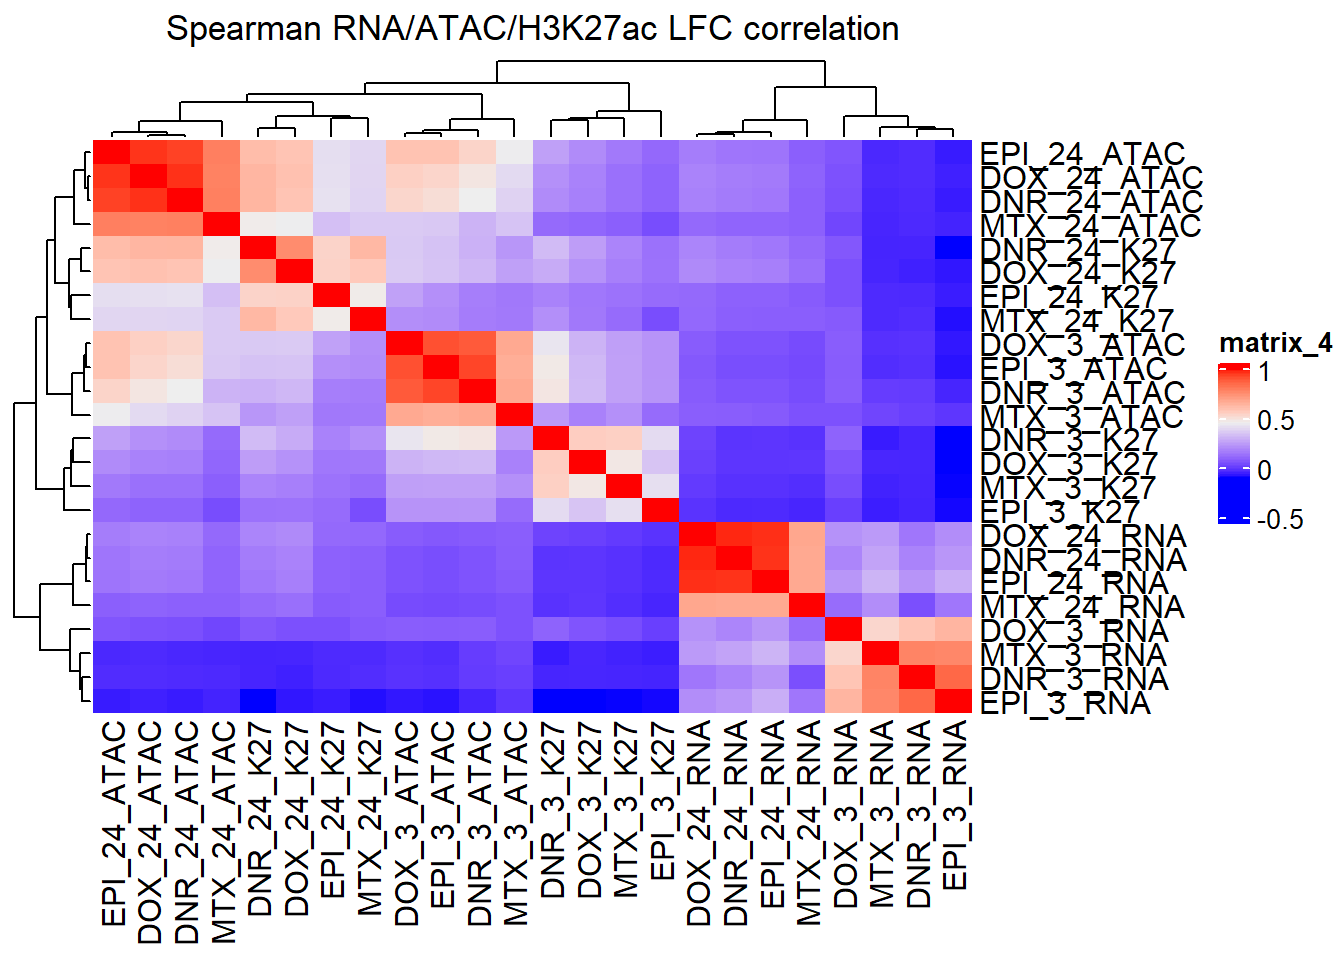 Spearman RNA/ATAC/H3K27ac LFC correlation
EPI_24_ATAC
DOX_24_ATAC
DNR_24_ATAC
MTX_24_ATAC
DNR_24_K27
DOX_24_K27
EPI_24_K27
MTX_24_K27
DOX_3_ATAC
EPI_3_ATAC
DNR_3_ATAC
MTX_3_ATAC
DNR_3_K27
DOX_3_K27
MTX_3_K27
EPI_3_K27
DOX_24_RNA
DNR_24_RNA
EPI_24_RNA
MTX_24_RNA
DOX_3_RNA
MTX_3_RNA
DNR_3_RNA
EPI_3_RNA
matrix_4
1
0.5
0
-0.5
EPI_24_ATAC
DOX_24_ATAC
DNR_24_ATAC
MTX_24_ATAC
DNR_24_K27
DOX_24_K27
EPI_24_K27
MTX_24_K27
DOX_3_ATAC
EPI_3_ATAC
DNR_3_ATAC
MTX_3_ATAC
DNR_3_K27
DOX_3_K27
MTX_3_K27
EPI_3_K27
DOX_24_RNA
DNR_24_RNA
EPI_24_RNA
MTX_24_RNA
DOX_3_RNA
MTX_3_RNA
DNR_3_RNA
EPI_3_RNA